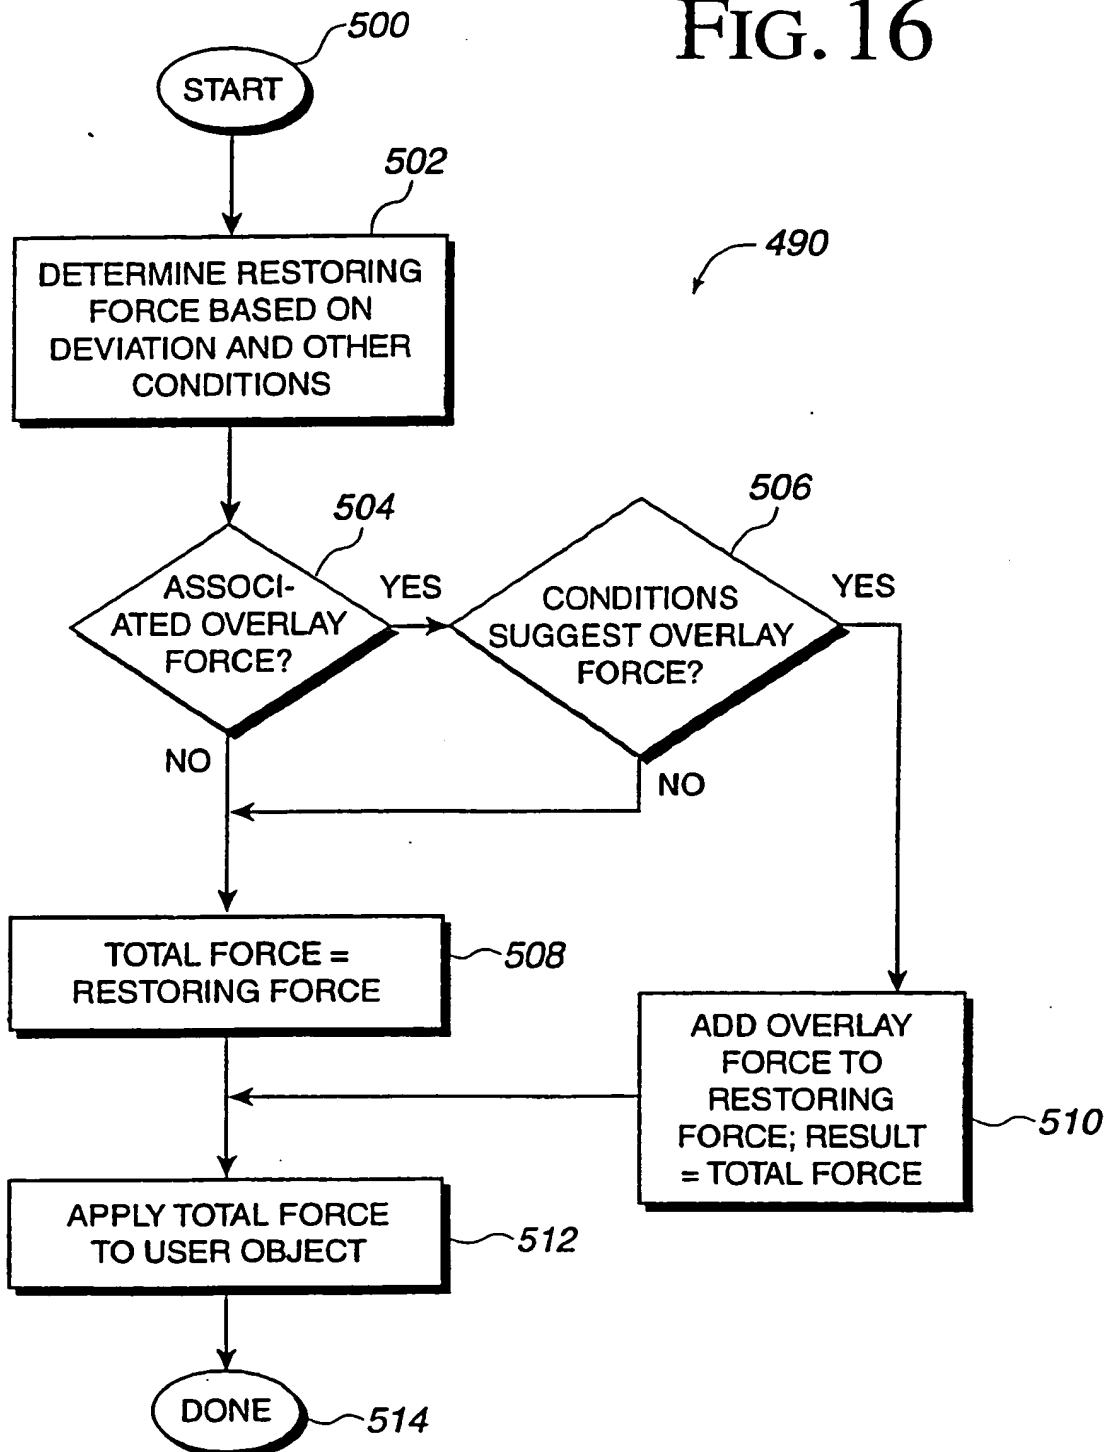 FIG. 16
500
START
502
490
DETERMINE RESTORING
FORCE BASED ON
DEVIATION AND OTHER
CONDITIONS
504
506
ASSOCI-
ATED OVERLAY
FORCE?
YES
CONDITIONS
SUGGEST OVERLAY
FORCE?
YES
NO
NO
TOTAL FORCE =
RESTORING FORCE
508
ADD OVERLAY
FORCE TO
RESTORING
FORCE; RESULT
= TOTAL FORCE
510
APPLY TOTAL FORCE
TO USER OBJECT
512
DONE
514